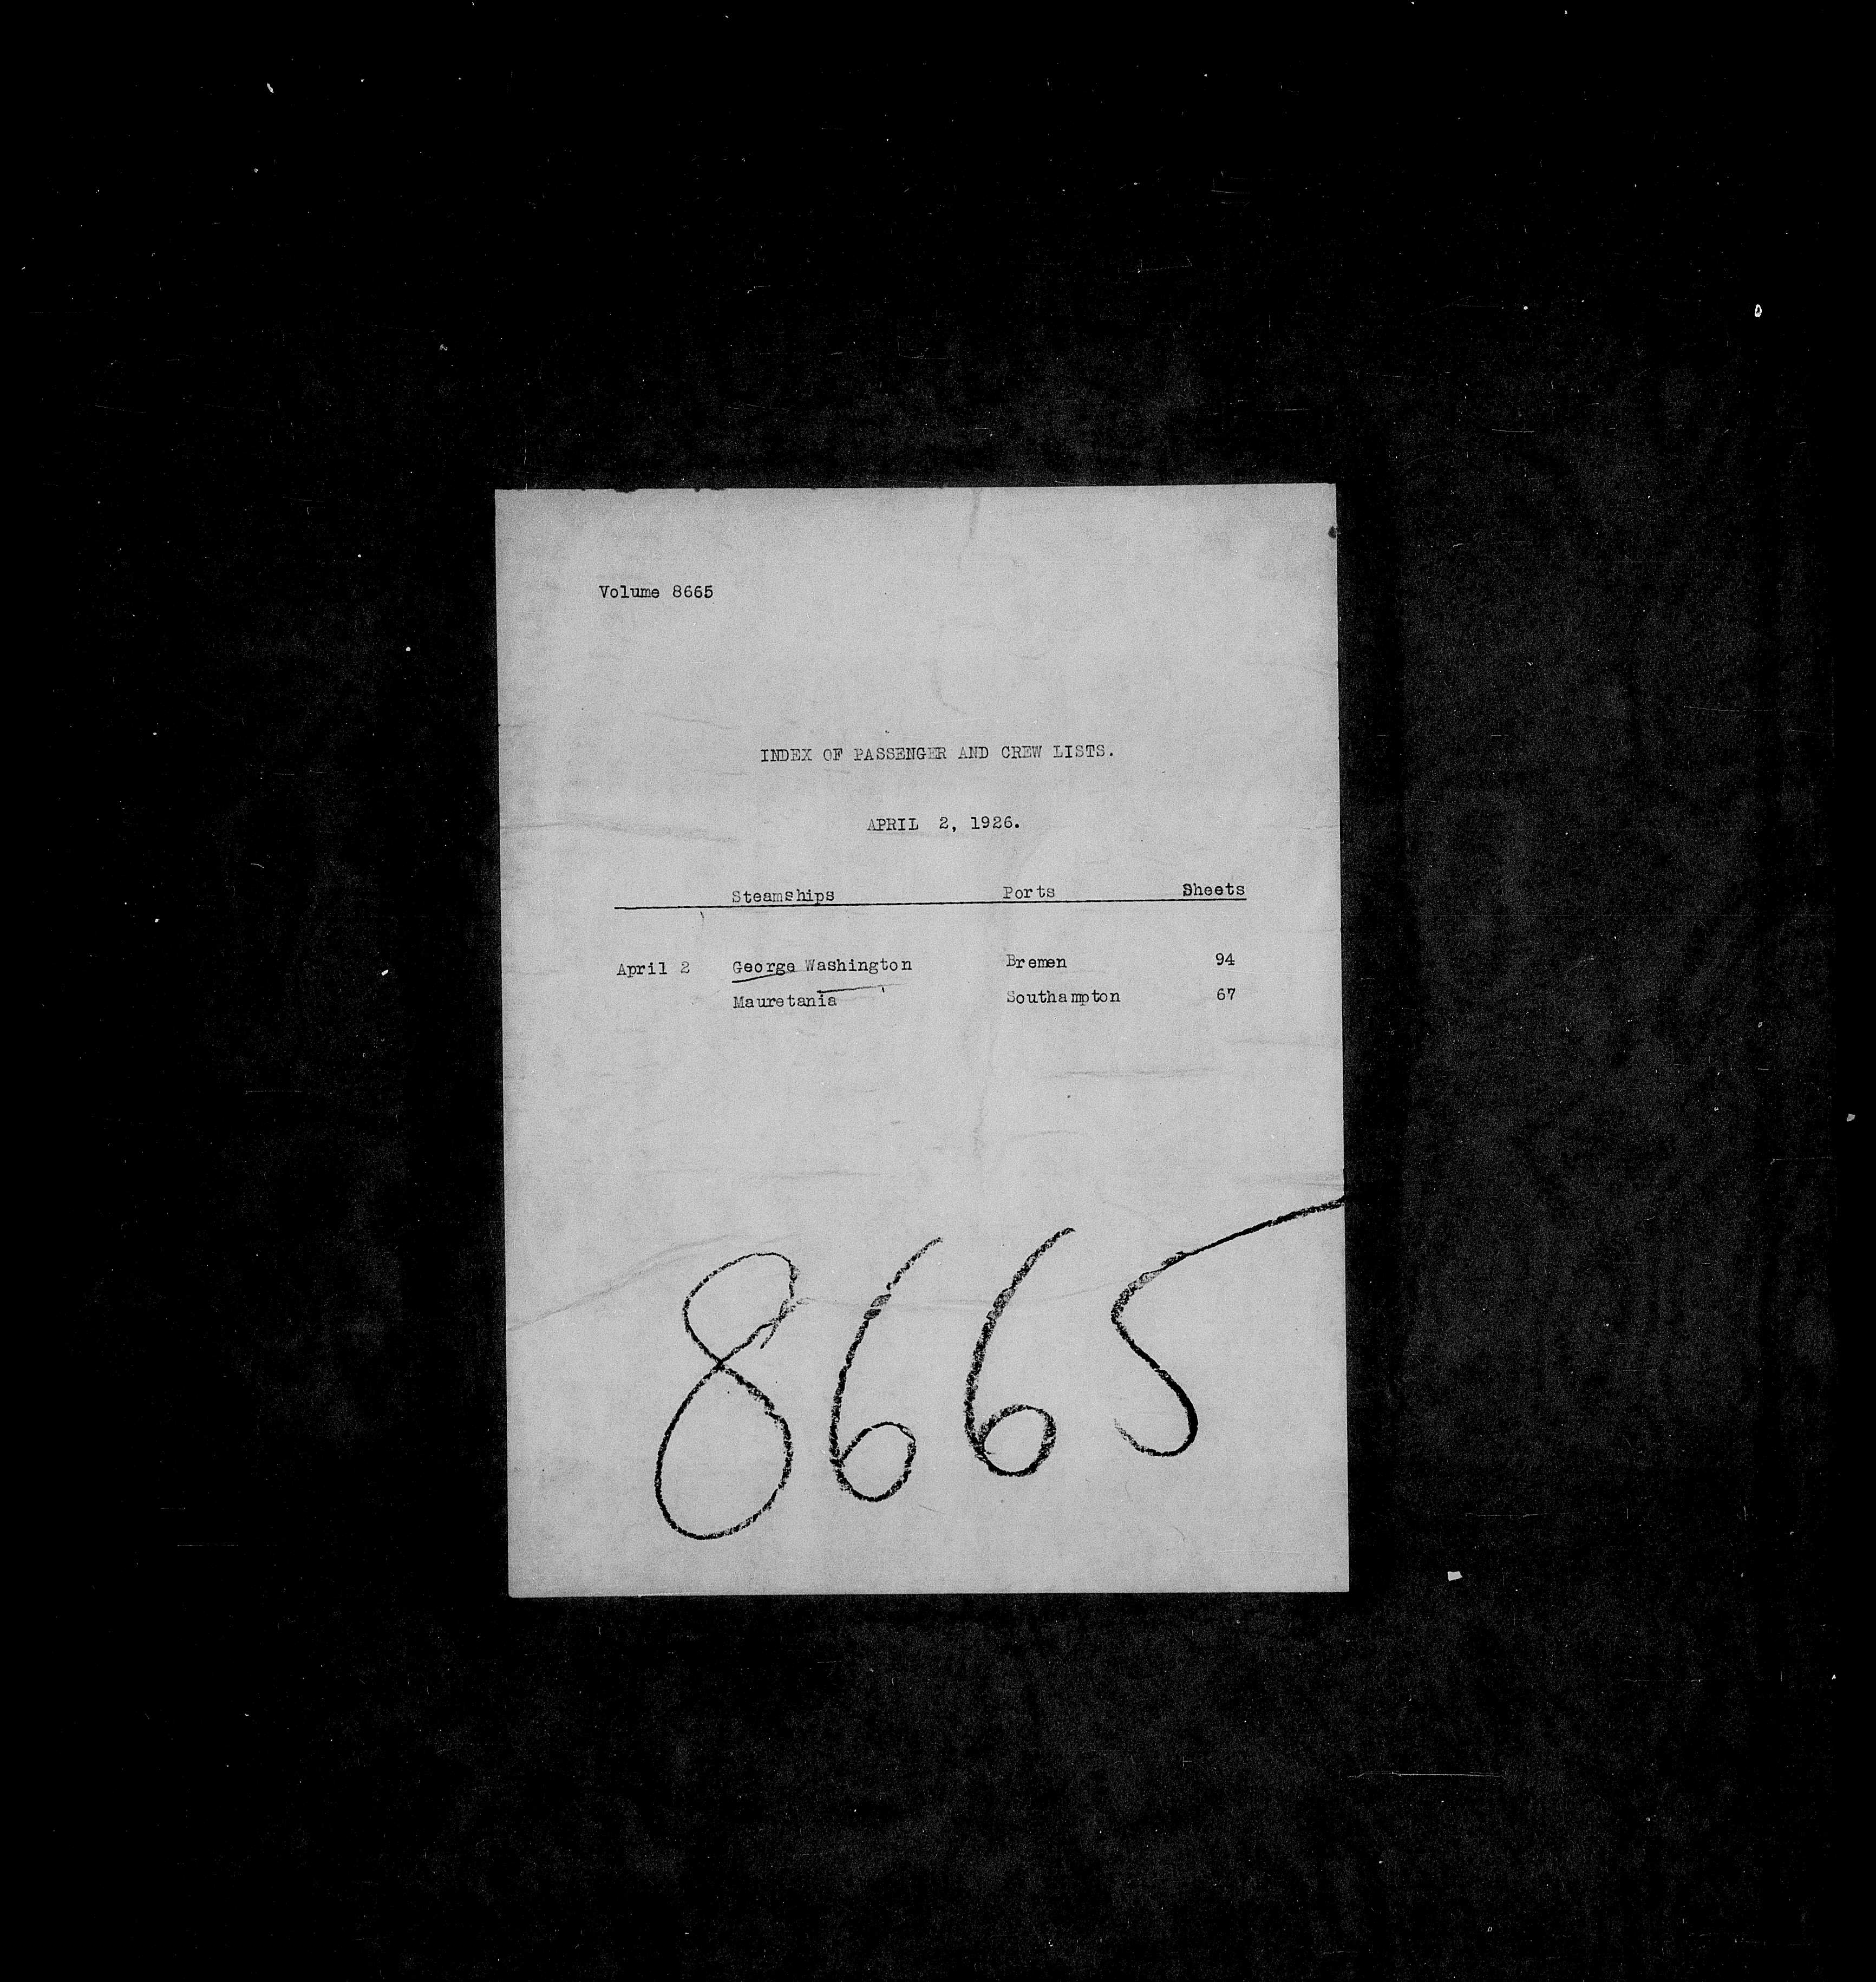 Volume 8665
INDEX OF PASSENGER AND CREW LISTS.
APRIL 2, 1926.
Steamships Ports Sheets
April 2 George Washington Bremen 94
Mauretania Southampton 67
8665